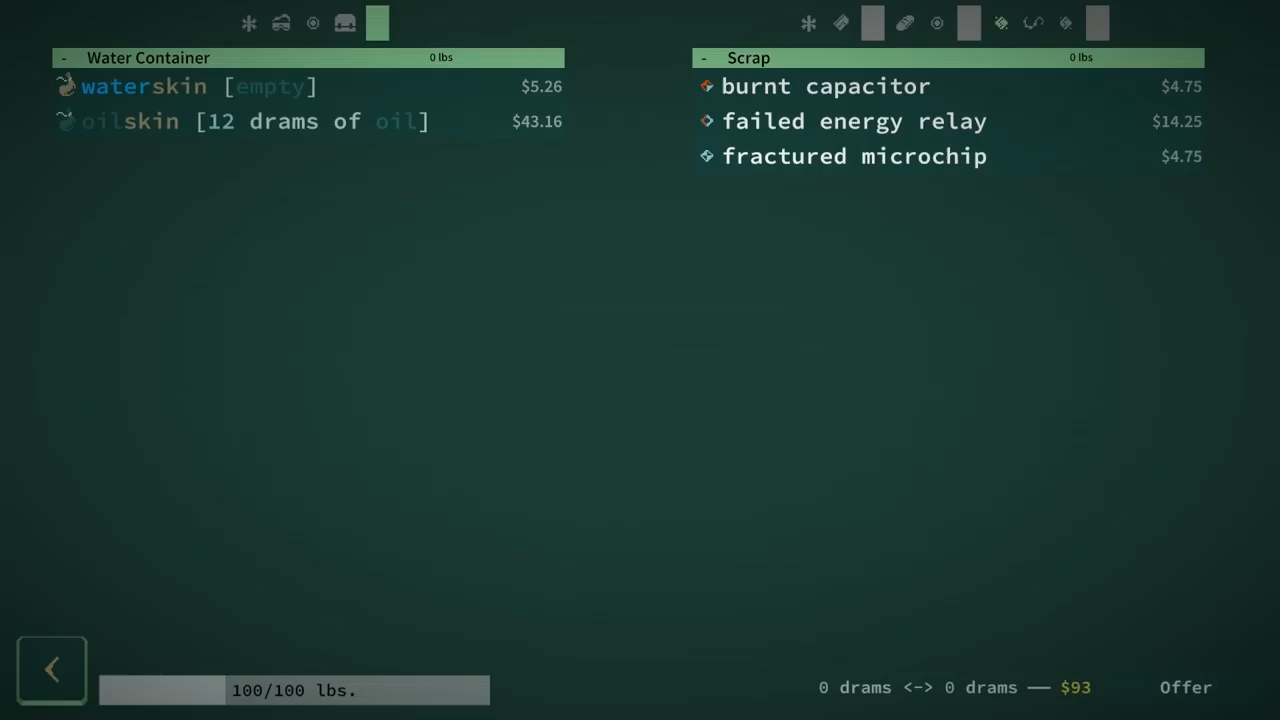 - Water Container 0 lbs
waterskin [empty] $5.26
oilskin [12 drams of oil] $43.16
- Scrap 0 lbs
burnt capacitor $4.75
failed energy relay $14.25
fractured microchip $4.75
100/100 lbs.
0 drams <-> 0 drams — $93
Offer